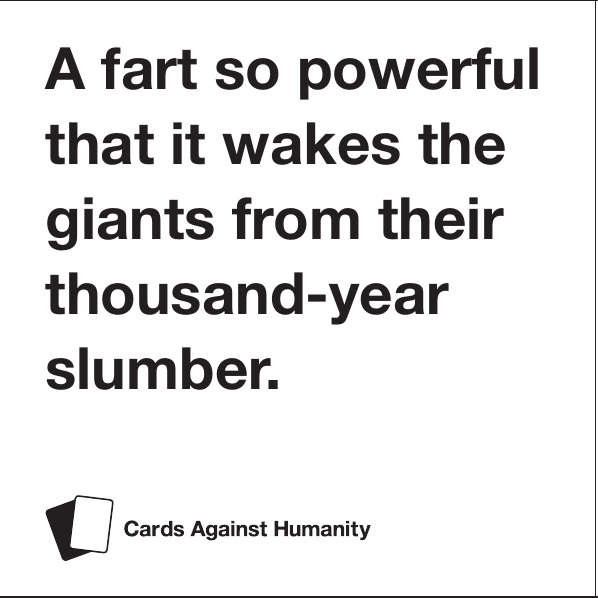 A fart so powerful
that it wakes the
giants from their
thousand-year
slumber.
Cards Against Humanity